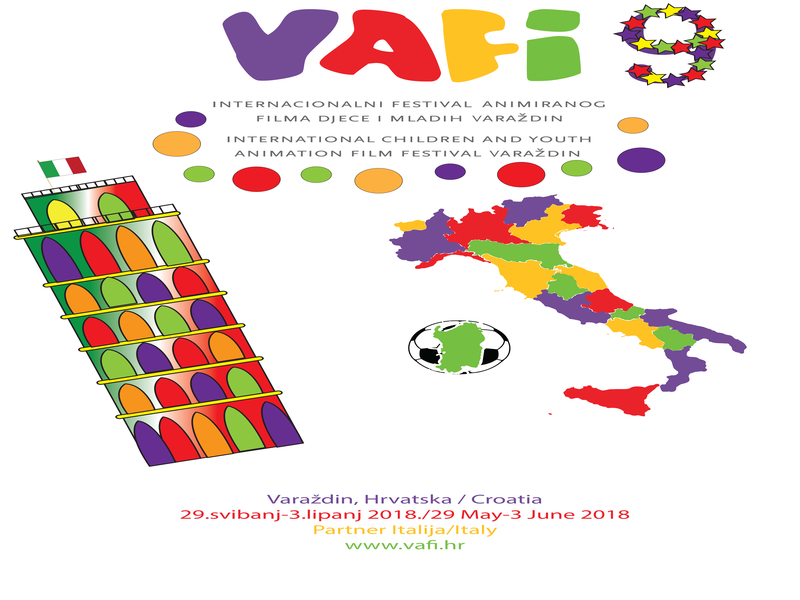 VAFi 9
INTERNACIONALNI FESTIVAL ANIMIRANOG
FILMA DJECE I MLADIH VARAŽDIN
INTERNATIONAL CHILDREN AND YOUTH
ANIMATION FILM FESTIVAL VARAŽDIN
Varaždin, Hrvatska / Croatia
29.svibanj-3.lipanj 2018./29 May-3 June 2018
Partner Italija/Italy
www.vafi.hr